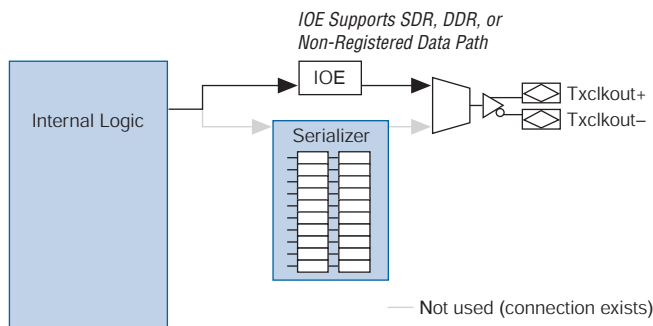 IOE Supports SDR, DDR, or
Non-Registered Data Path
IOE
Internal Logic
Txclkout+
Txclkout–
Serializer
Not used (connection exists)